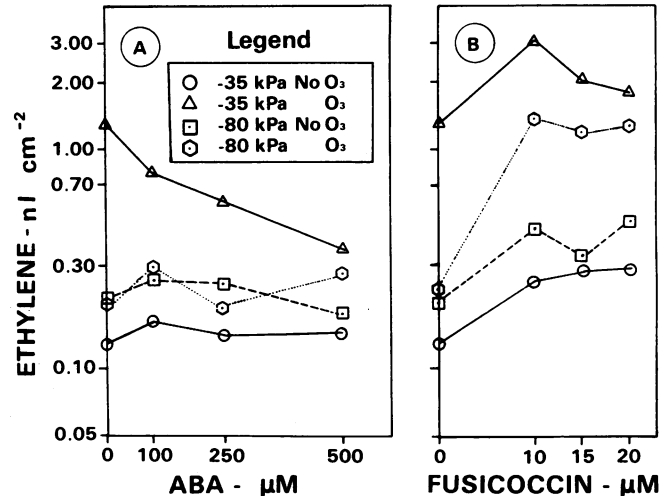 A
B
Legend
-35 kPa No O₃
-35 kPa O₃
-80 kPa No O₃
-80 kPa O₃
ETHYLENE - nl cm⁻²
3.00
2.00
1.00
0.70
0.30
0.10
0.05
0 100 250 500
ABA - μM
0 10 15 20
FUSICOCCIN - μM